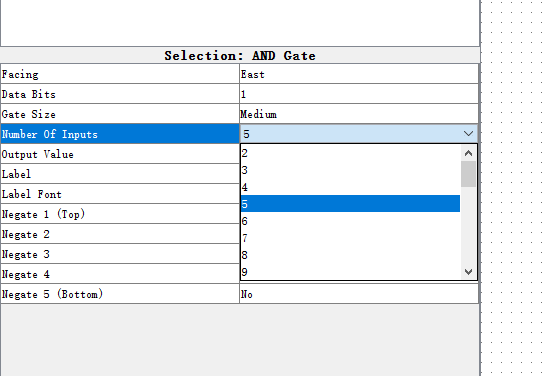 Selection: AND Gate
Facing East
Data Bits 1
Gate Size Medium
Number Of Inputs 5
Output Value 2
Label 3
Label Font 4
5
Negate 1 (Top) 6
Negate 2 7
Negate 3 8
Negate 4 9
Negate 5 (Bottom) No